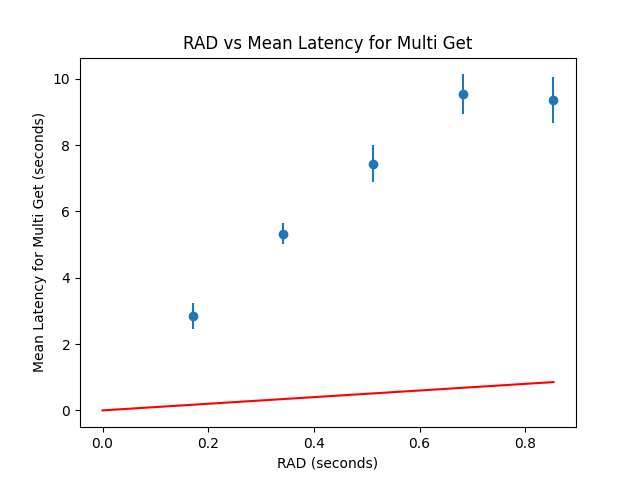 RAD vs Mean Latency for Multi Get
Mean Latency for Multi Get (seconds)
10
8
6
4
2
0
0.0 0.2 0.4 0.6 0.8
RAD (seconds)